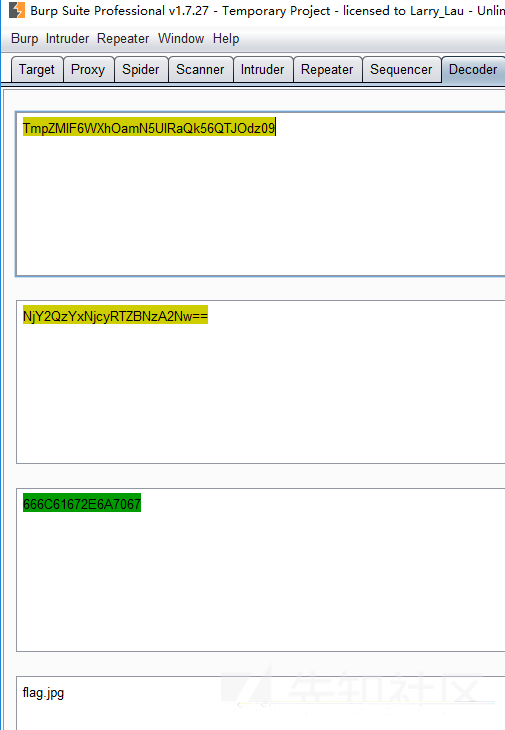 Burp Suite Professional v1.7.27 - Temporary Project - licensed to Larry_Lau - Unlin
Burp Intruder Repeater Window Help
Target Proxy Spider Scanner Intruder Repeater Sequencer Decoder
TmpZMlF6WXhOamN5UlRaQk56QTJOdz09
NjY2QzYxNjcyRTZBNzA2Nw==
666C61672E6A7067
flag.jpg
先知社区